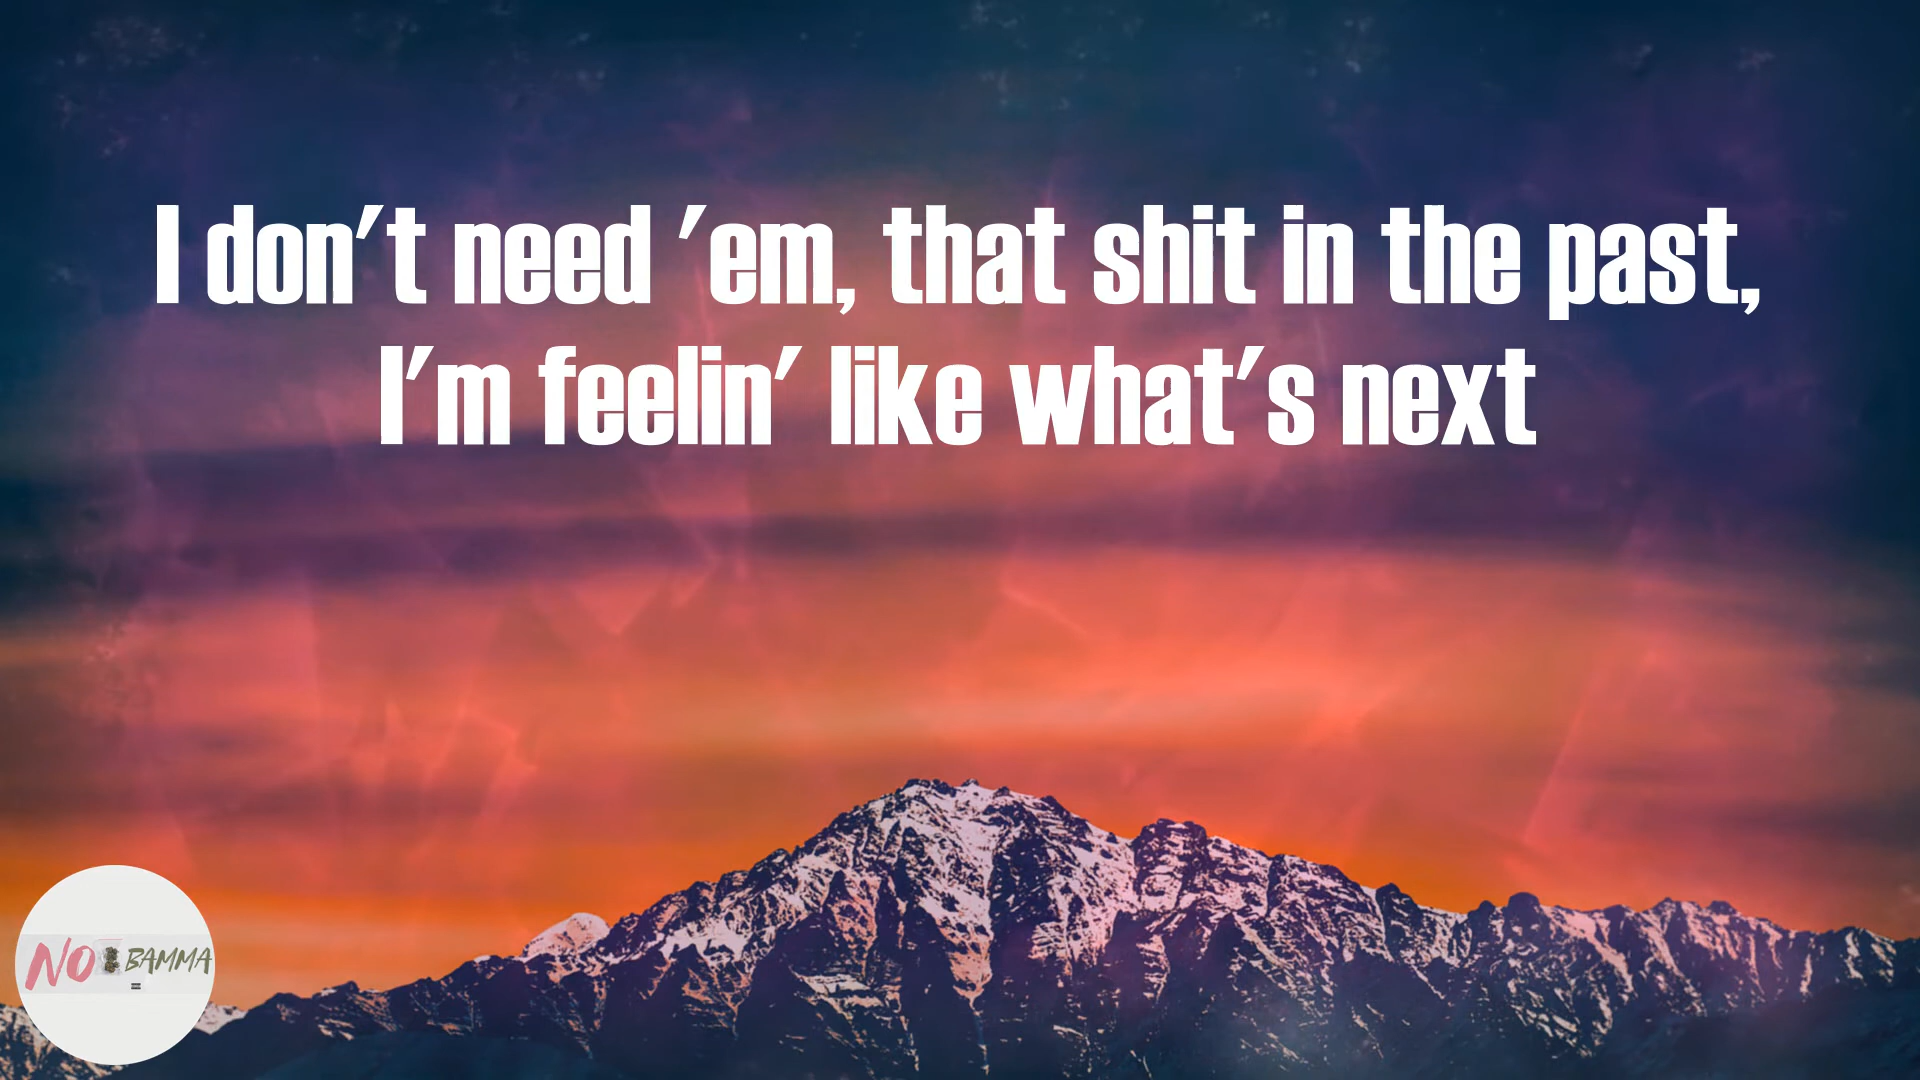 I don't need 'em, that shit in the past,
I'm feelin' like what's next
NO BAMMA